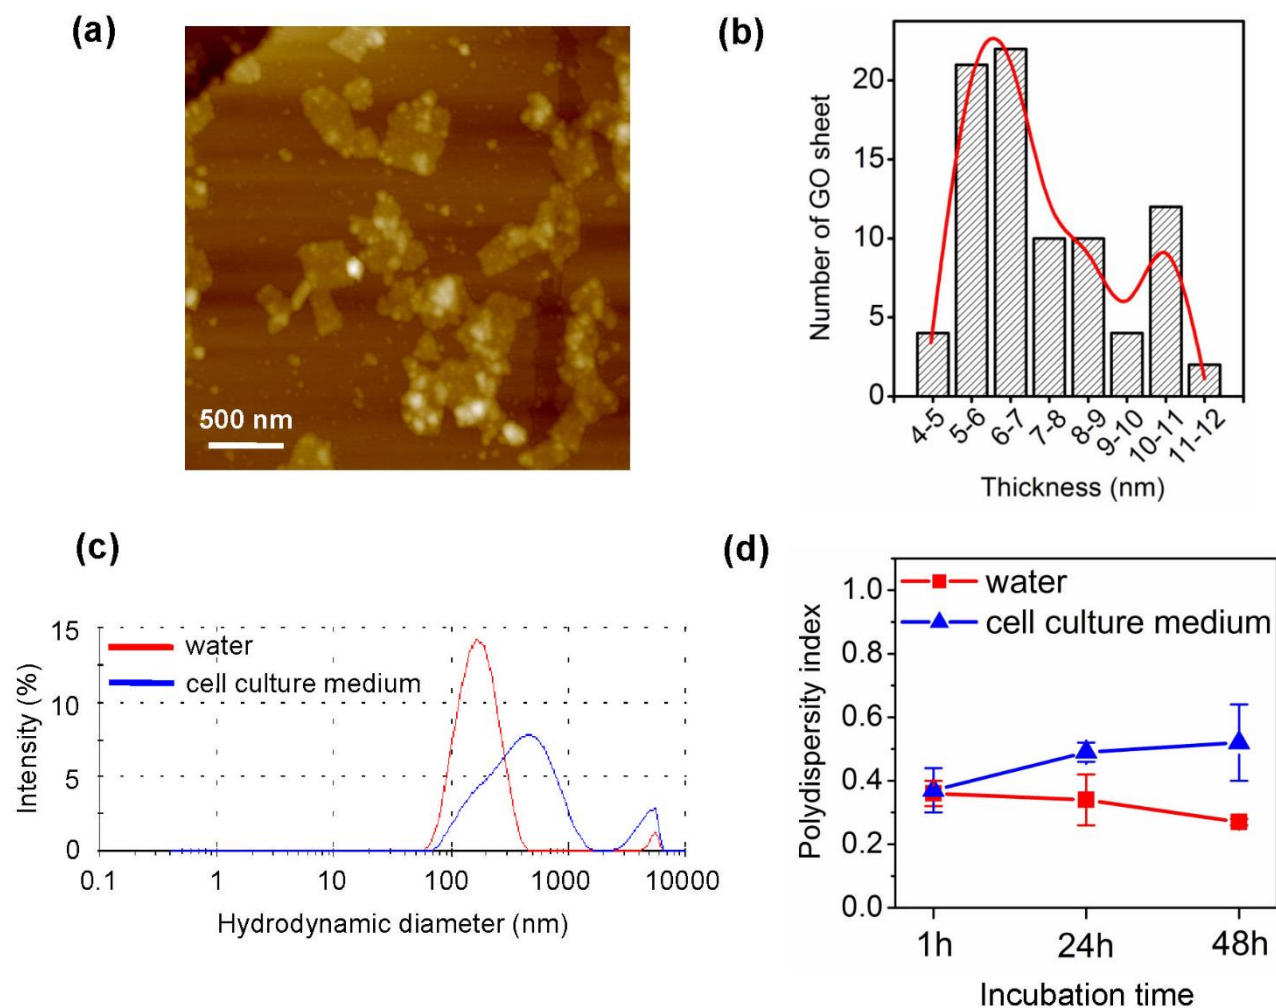 (a)
500 nm
(b)
Number of GO sheet
20
15
10
5
0
4-5
5-6
6-7
7-8
8-9
9-10
10-11
11-12
Thickness (nm)
(c)
Intensity (%)
15
10
5
0
water
cell culture medium
0.1
1
10
100
1000
10000
Hydrodynamic diameter (nm)
(d)
Polydispersity index
1.0
0.8
0.6
0.4
0.2
0.0
water
cell culture medium
1h
24h
48h
Incubation time